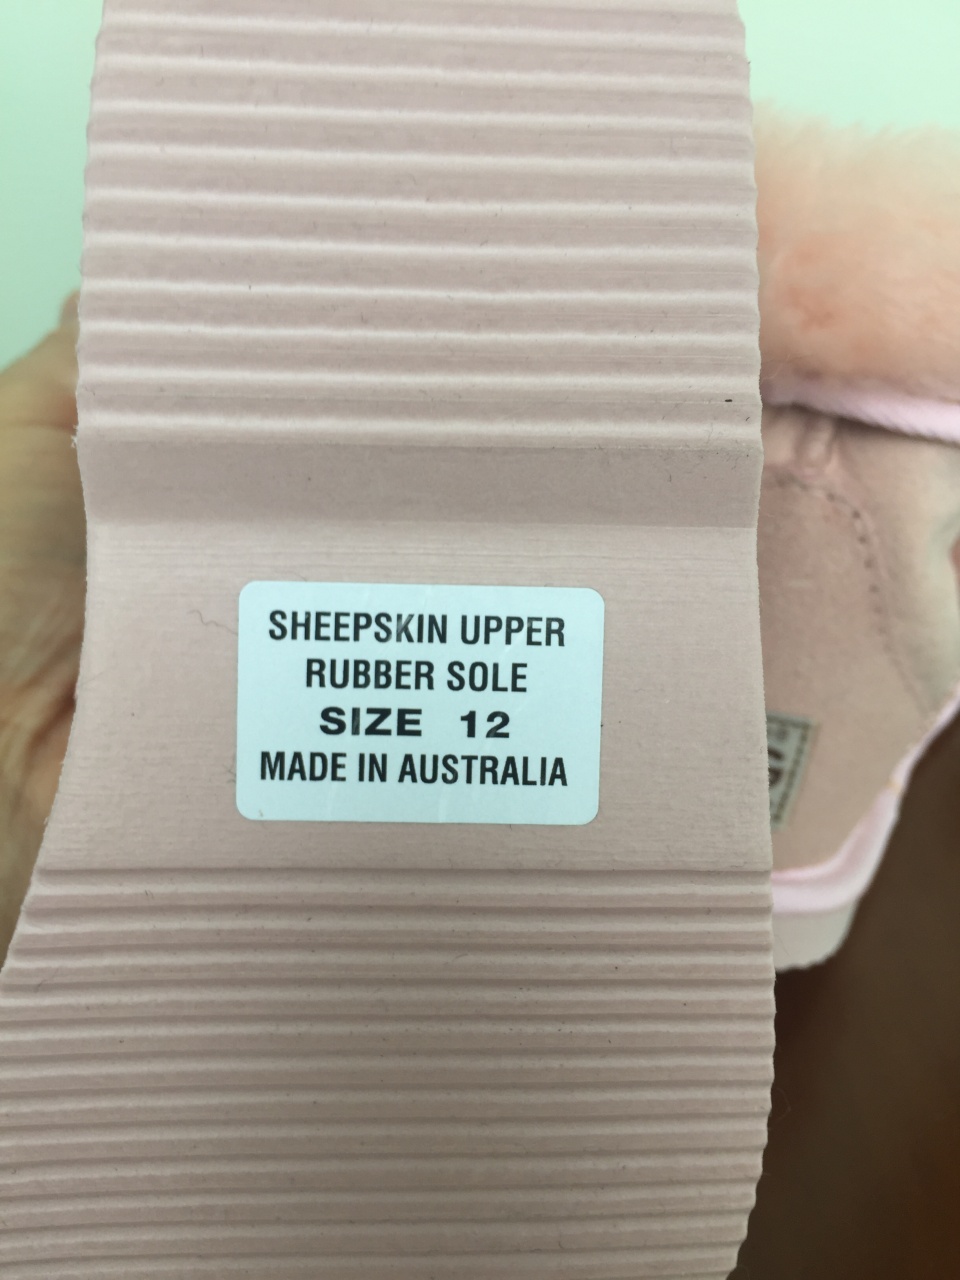 SHEEPSKIN UPPER
RUBBER SOLE
SIZE 12
MADE IN AUSTRALIA